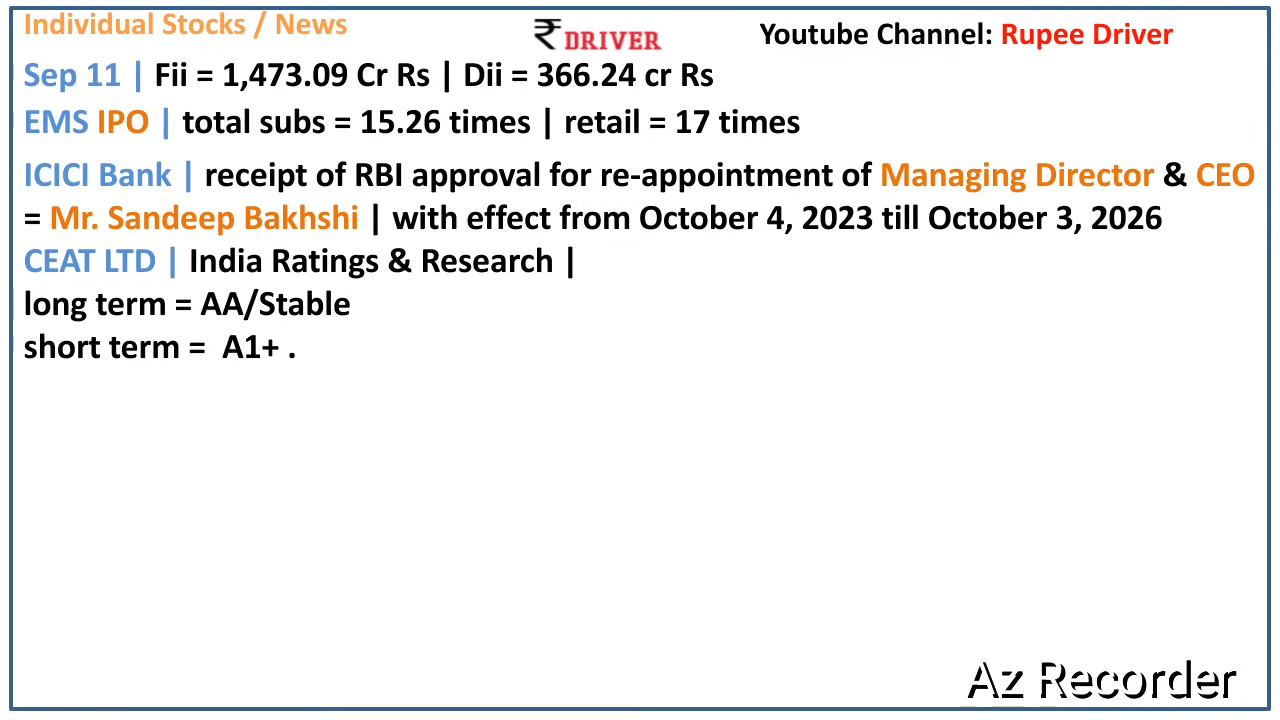 Individual Stocks / News
₹ DRIVER
Youtube Channel: Rupee Driver
Sep 11 | Fii = 1,473.09 Cr Rs | Dii = 366.24 cr Rs
EMS IPO | total subs = 15.26 times | retail = 17 times
ICICI Bank | receipt of RBI approval for re-appointment of Managing Director & CEO
= Mr. Sandeep Bakhshi | with effect from October 4, 2023 till October 3, 2026
CEAT LTD | India Ratings & Research |
long term = AA/Stable
short term = A1+ .
Az Recorder